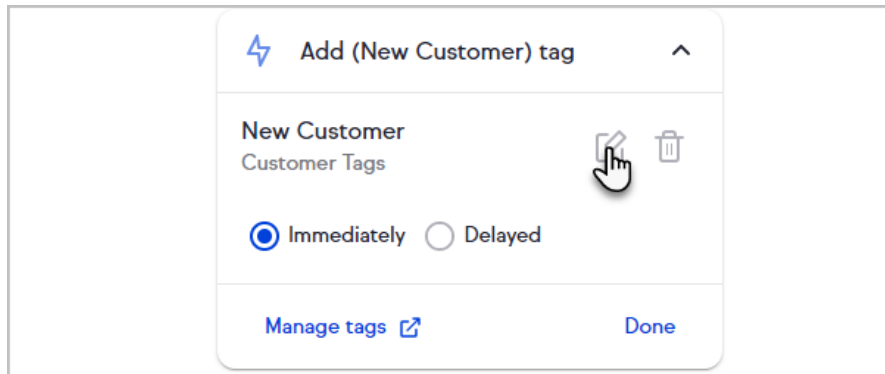 Add (New Customer) tag
New Customer
Customer Tags
Immediately Delayed
Manage tags Done